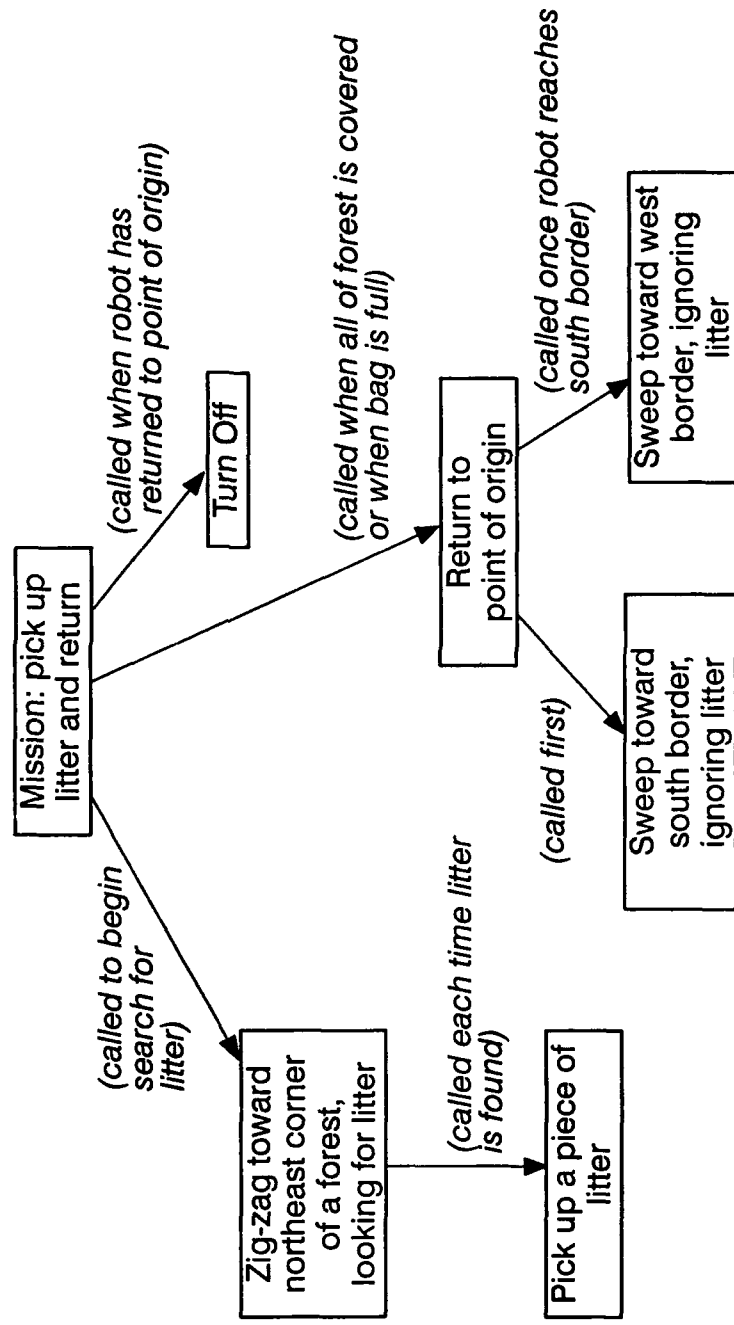 Mission: pick up
litter and return
(called to begin
search for
litter)
(called when robot has
returned to point of origin)
Turn Off
Zig-zag toward
northeast corner
of a forest,
looking for litter
(called when all of forest is covered
or when bag is full)
(called each time litter
is found)
Return to
point of origin
Pick up a piece of
litter
(called first)
(called once robot reaches
south border)
Sweep toward
south border,
ignoring litter
Sweep toward west
border, ignoring
litter